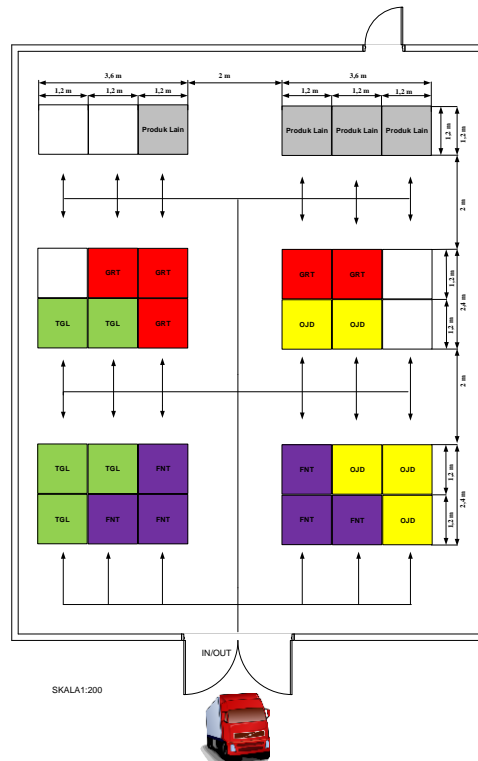 3,6 m 2 m 3,6 m
1,2 m 1,2 m 1,2 m 1,2 m 1,2 m 1,2 m
Produk Lain Produk Lain Produk Lain Produk Lain
1,2 m 1,2 m
2 m
GRT GRT GRT GRT
1,2 m
TGL TGL GRT OJD OJD
1,2 m
2,4 m
2 m
TGL TGL FNT FNT OJD OJD
1,2 m
TGL FNT FNT FNT FNT OJD
1,2 m
2,4 m
IN/OUT
SKALA1:200